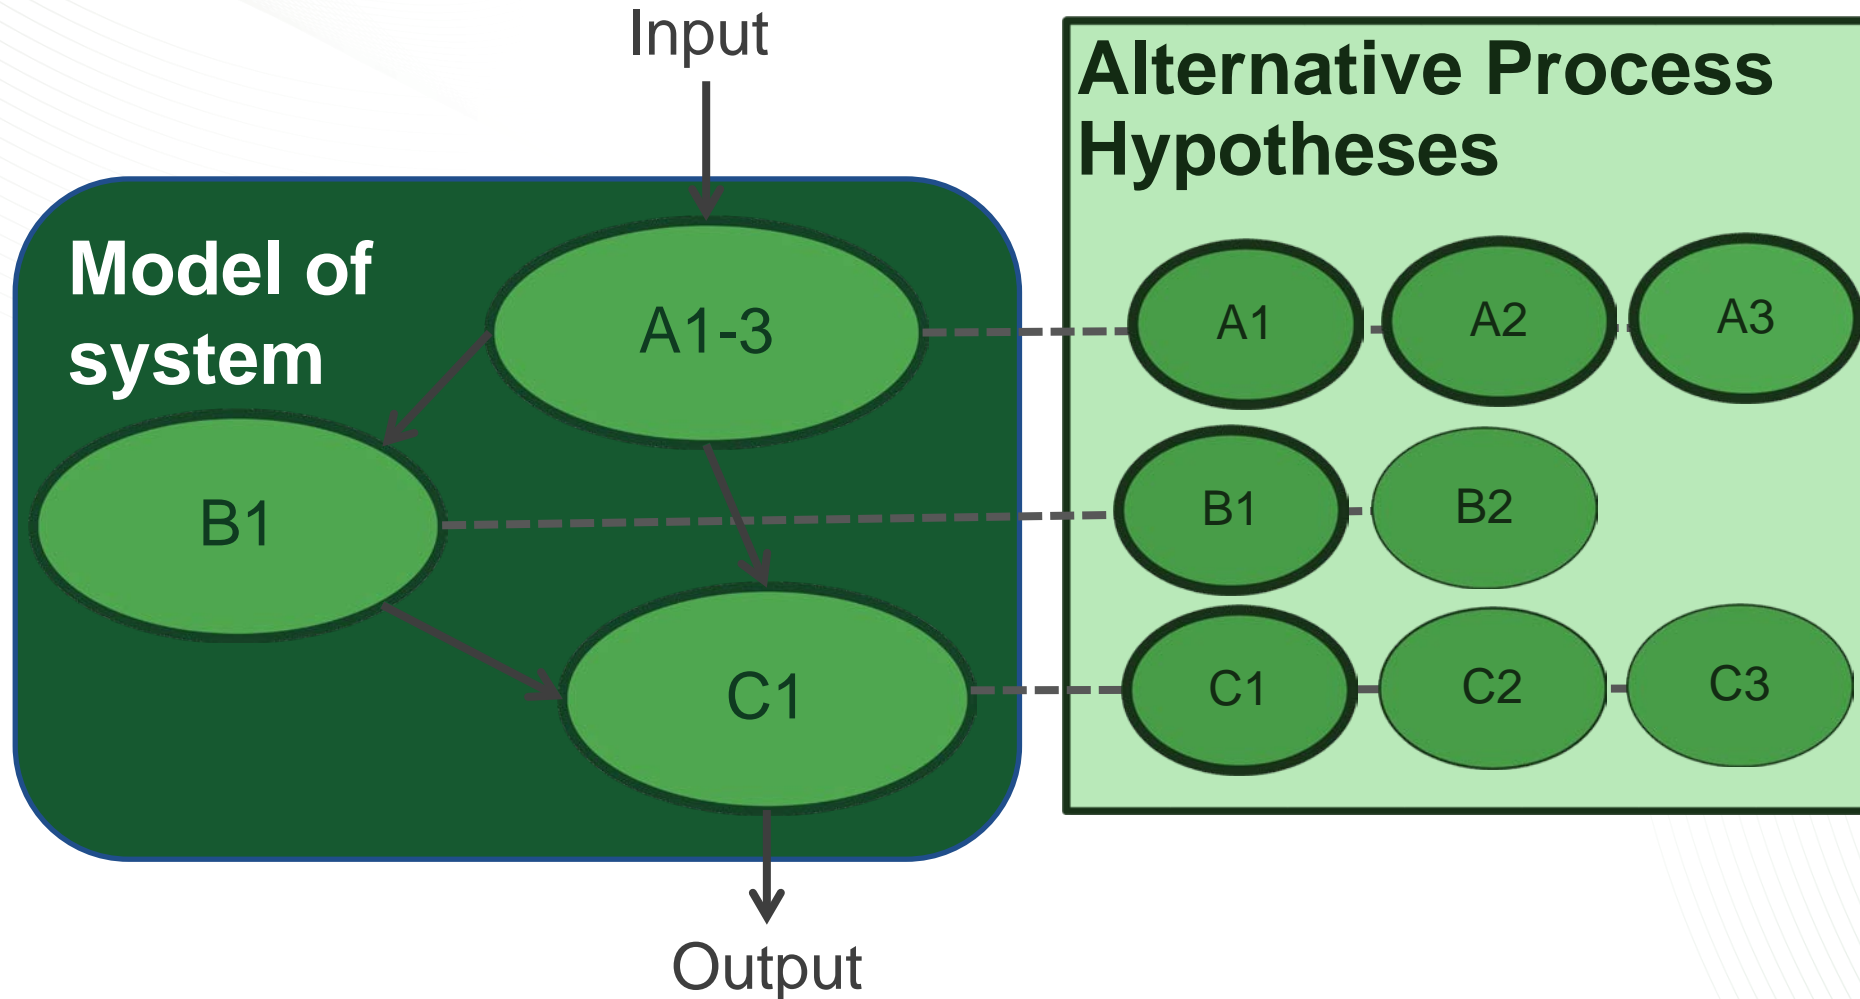 Input
Alternative Process
Hypotheses
Model of
system
A1-3
B1
C1
A1
A2
A3
B1
B2
C1
C2
C3
Output